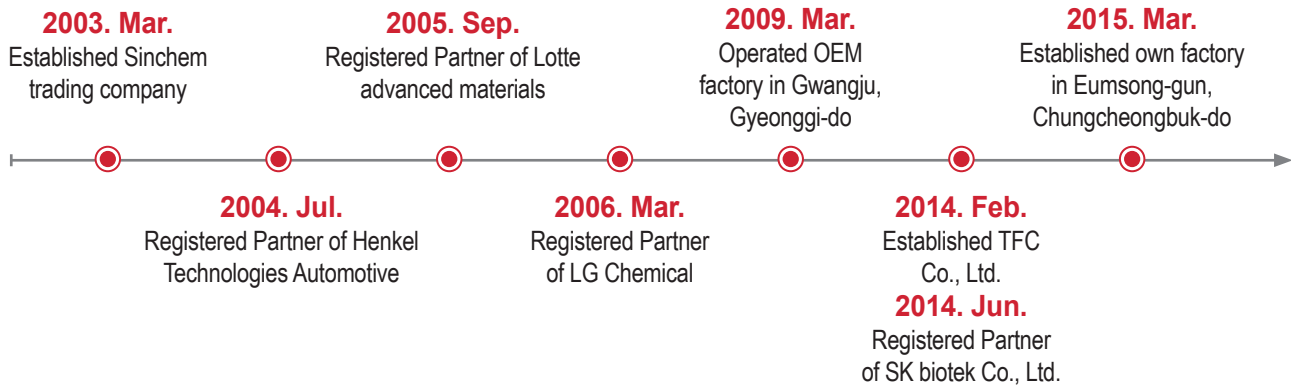 2003. Mar.
Established Sinchem
trading company
2004. Jul.
Registered Partner of Henkel
Technologies Automotive
2005. Sep.
Registered Partner of Lotte
advanced materials
2006. Mar.
Registered Partner
of LG Chemical
2009. Mar.
Operated OEM
factory in Gwangju,
Gyeonggi-do
2014. Feb.
Established TFC
Co., Ltd.
2014. Jun.
Registered Partner
of SK biotek Co., Ltd.
2015. Mar.
Established own factory
in Eumsong-gun,
Chungcheongbuk-do